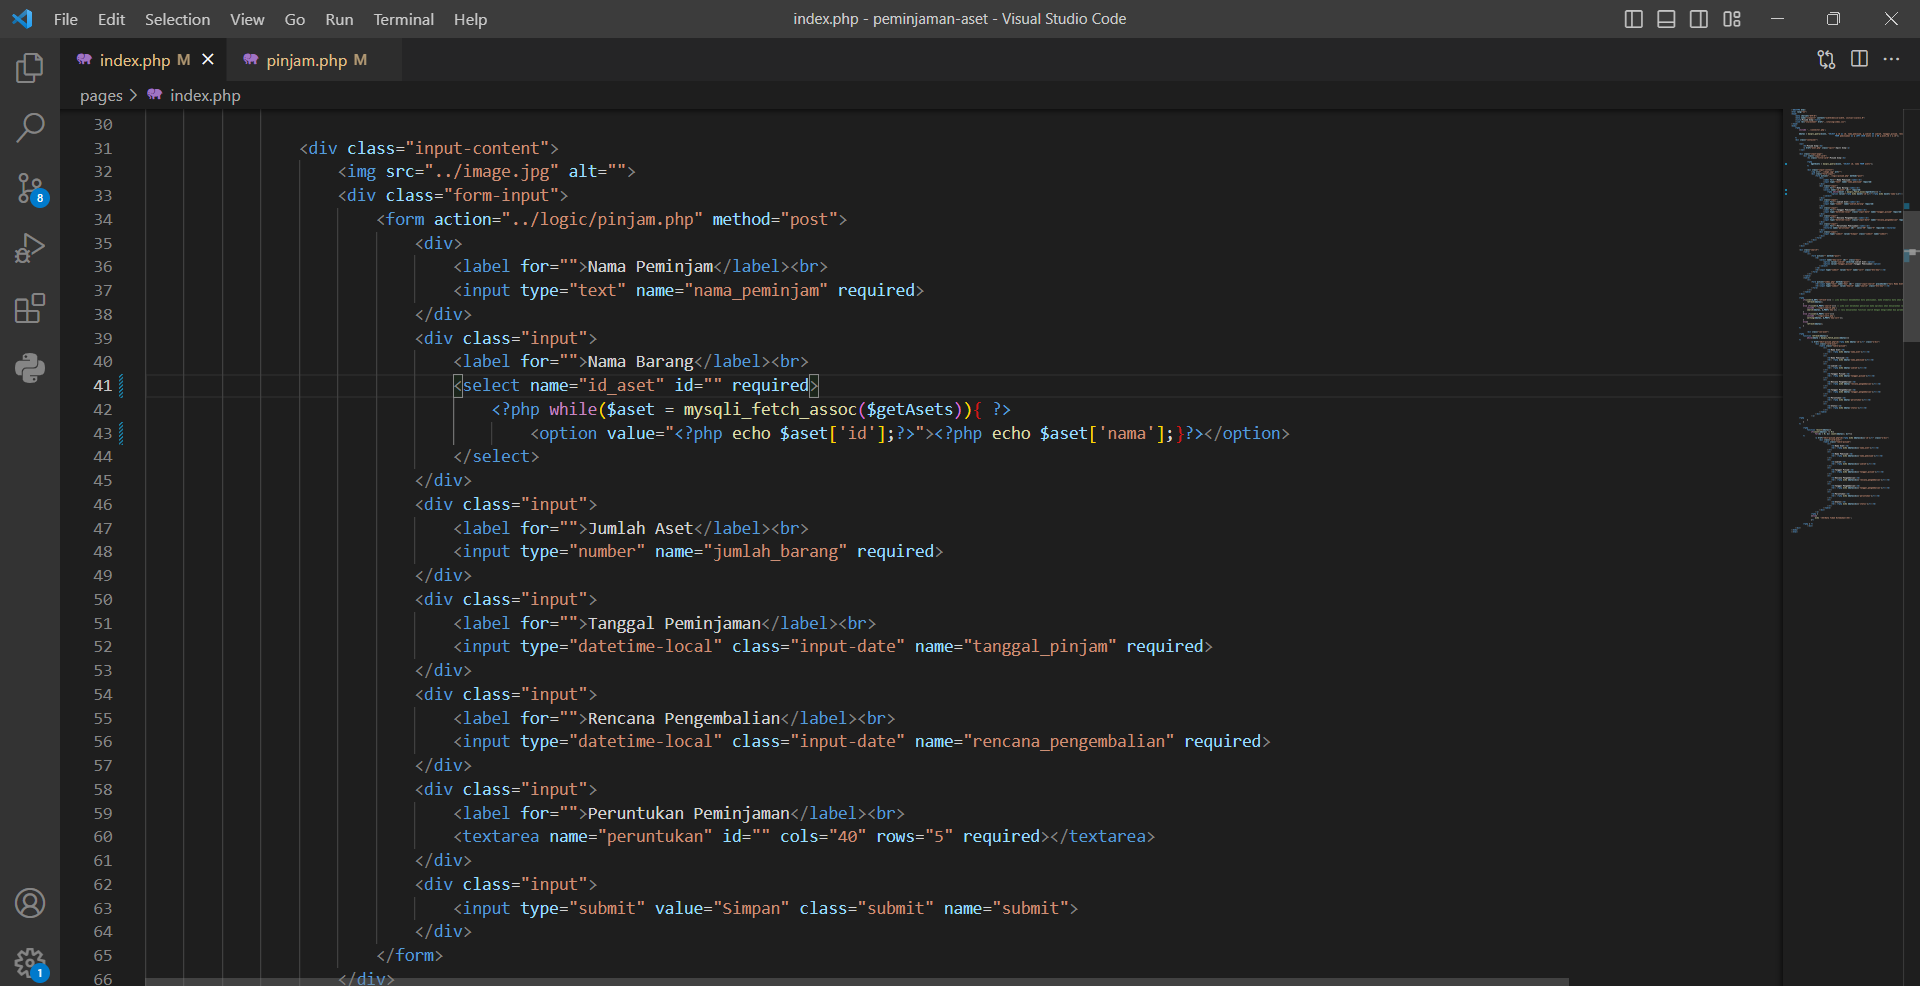 File Edit Selection View Go Run Terminal Help
index.php - peminjaman-aset - Visual Studio Code
index.php M
pinjam.php M
pages > index.php
30
31 <div class="input-content">
32 <img src="../image.jpg" alt="">
33 <div class="form-input">
34 <form action="../logic/pinjam.php" method="post">
35 <div>
36 <label for="">Nama Peminjam</label><br>
37 <input type="text" name="nama_peminjam" required>
38 </div>
39 <div class="input">
40 <label for="">Nama Barang</label><br>
41 <select name="id_aset" id="" required>
42 <?php while($aset = mysqli_fetch_assoc($getAsets)){ ?>
43 <option value="<?php echo $aset['id'];?>"><?php echo $aset['nama'];}?></option>
44 </select>
45 </div>
46 <div class="input">
47 <label for="">Jumlah Aset</label><br>
48 <input type="number" name="jumlah_barang" required>
49 </div>
50 <div class="input">
51 <label for="">Tanggal Peminjaman</label><br>
52 <input type="datetime-local" class="input-date" name="tanggal_pinjam" required>
53 </div>
54 <div class="input">
55 <label for="">Rencana Pengembalian</label><br>
56 <input type="datetime-local" class="input-date" name="rencana_pengembalian" required>
57 </div>
58 <div class="input">
59 <label for="">Peruntukan Peminjaman</label><br>
60 <textarea name="peruntukan" id="" cols="40" rows="5" required></textarea>
61 </div>
62 <div class="input">
63 <input type="submit" value="Simpan" class="submit" name="submit">
64 </div>
65 </form>
66 </div>
8
1